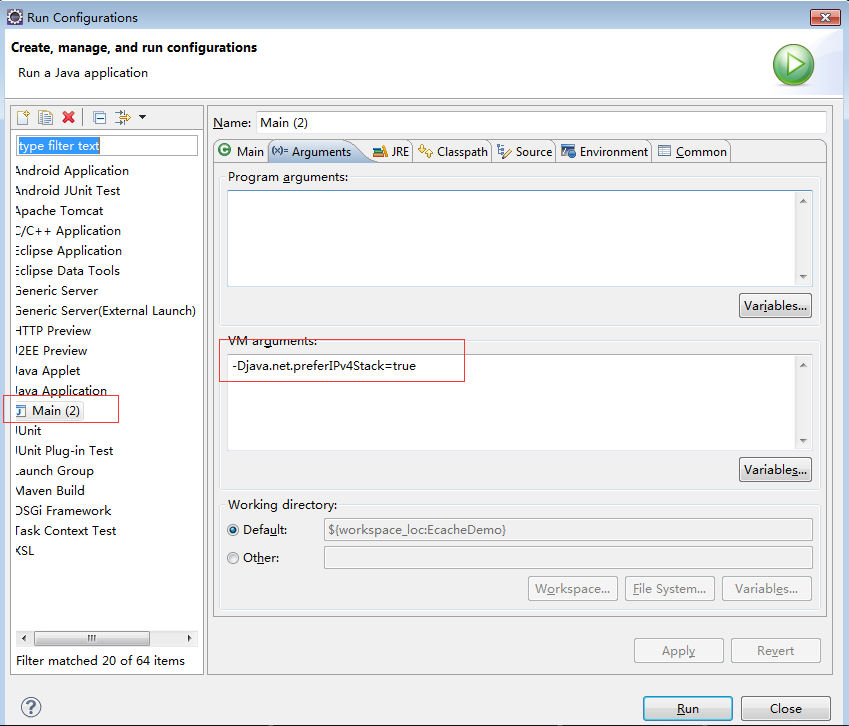 Run Configurations
Create, manage, and run configurations
Run a Java application
type filter text
Android Application
Android JUnit Test
Apache Tomcat
C/C++ Application
Eclipse Application
Eclipse Data Tools
Generic Server
Generic Server(External Launch)
HTTP Preview
J2EE Preview
Java Applet
Java Application
Main (2)
JUnit
JUnit Plug-in Test
Launch Group
Maven Build
OSGi Framework
Task Context Test
XSL
Filter matched 20 of 64 items
Name: Main (2)
Main (x)= Arguments JRE Classpath Source Environment Common
Program arguments:
Variables...
VM arguments:
-Djava.net.preferIPv4Stack=true
Variables...
Working directory:
Default: ${workspace_loc:EcacheDemo}
Other:
Workspace... File System... Variables...
Apply Revert
Run Close